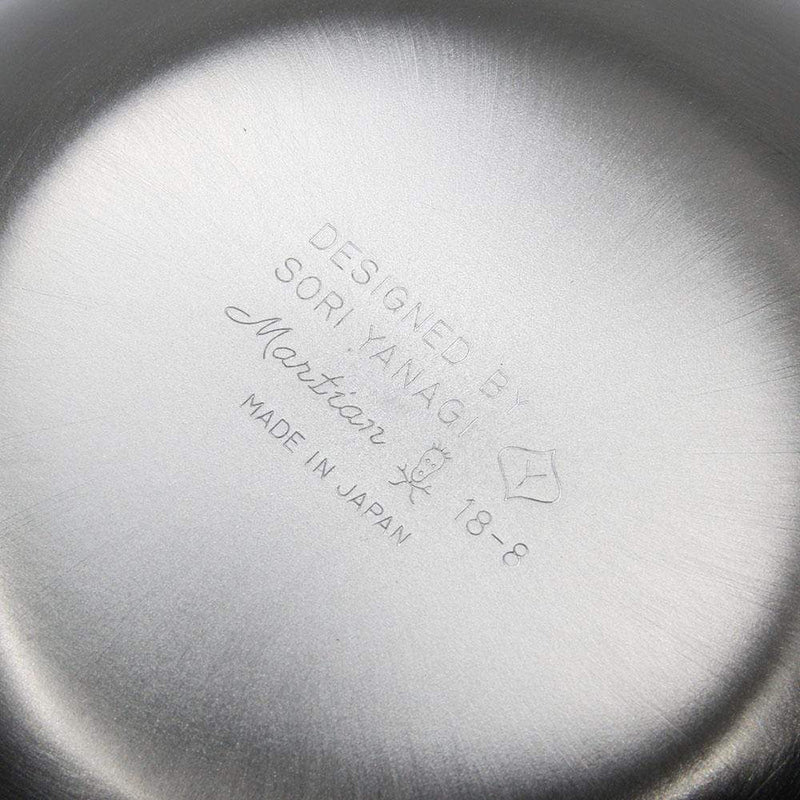 DESIGNED BY
SORI YANAGI
Martian
18-8
MADE IN JAPAN